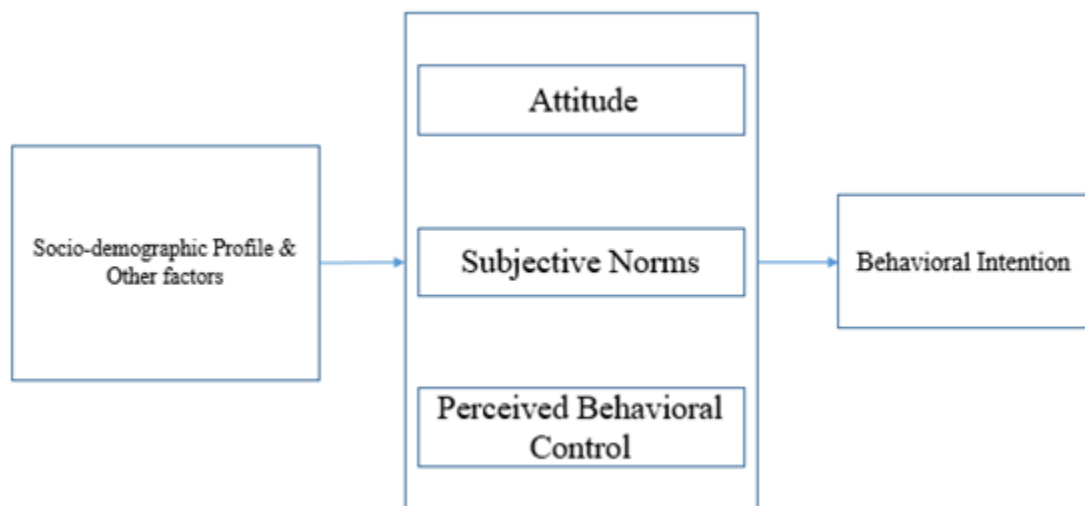 Attitude
Socio-demographic Profile &
Other factors
Subjective Norms
Behavioral Intention
Perceived Behavioral
Control